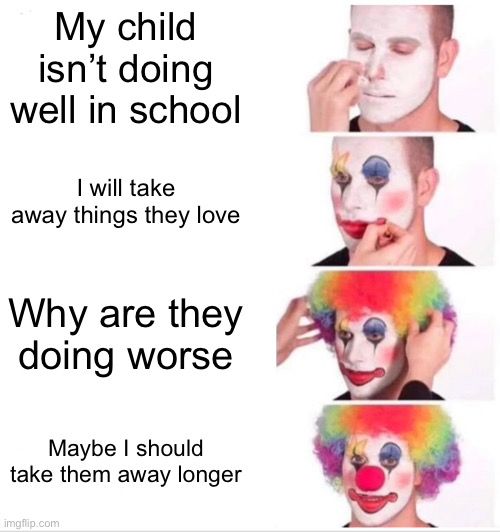 My child
isn’t doing
well in school
I will take
away things they love
Why are they
doing worse
Maybe I should
take them away longer
imgflip.com